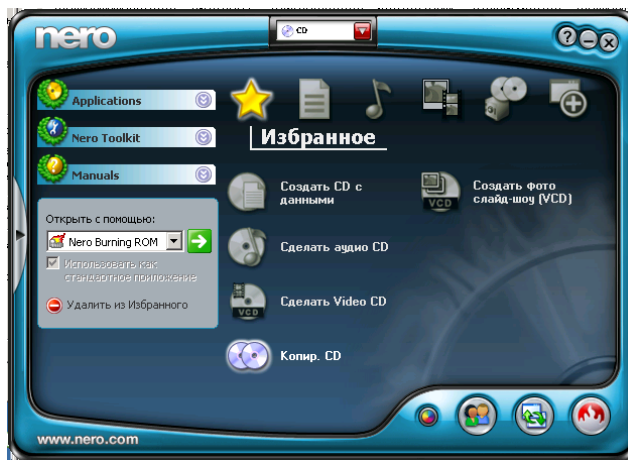 nero
CD
Applications
Nero Toolkit
Manuals
Избранное
Открыть с помощью:
Nero Burning ROM
Использовать как
стандартное приложение
Удалить из Избранного
Создать CD с
данными
Сделать аудио CD
VCD
Сделать Video CD
Копир. CD
VCD
Создать фото
слайд-шоу (VCD)
www.nero.com